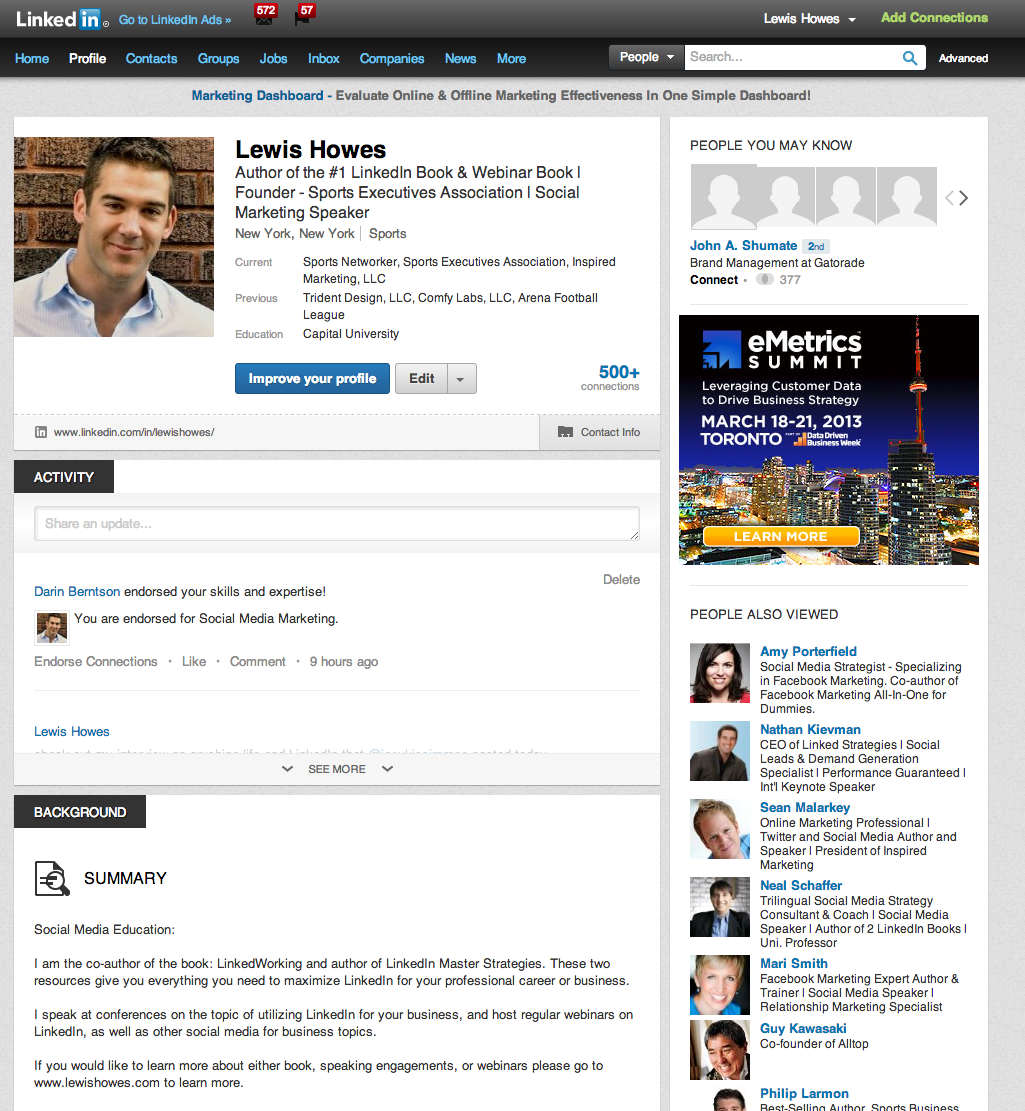 Linked in
Go to LinkedIn Ads »
572
57
Lewis Howes
Add Connections
Home Profile Contacts Groups Jobs Inbox Companies News More
People
Search...
Advanced
Marketing Dashboard - Evaluate Online & Offline Marketing Effectiveness In One Simple Dashboard!
Lewis Howes
Author of the #1 LinkedIn Book & Webinar Book |
Founder - Sports Executives Association | Social
Marketing Speaker
New York, New York | Sports
Current Sports Networker, Sports Executives Association, Inspired
Marketing, LLC
Previous Trident Design, LLC, Comfy Labs, LLC, Arena Football
League
Education Capital University
Improve your profile
Edit
500+
connections
www.linkedin.com/in/lewishowes/
Contact Info
ACTIVITY
Share an update...
Delete
Darin Berntson endorsed your skills and expertise!
You are endorsed for Social Media Marketing.
Endorse Connections • Like • Comment • 9 hours ago
Lewis Howes
SEE MORE
BACKGROUND
SUMMARY
Social Media Education:
I am the co-author of the book: LinkedWorking and author of LinkedIn Master Strategies. These two
resources give you everything you need to maximize LinkedIn for your professional career or business.
I speak at conferences on the topic of utilizing LinkedIn for your business, and host regular webinars on
LinkedIn, as well as other social media for business topics.
If you would like to learn more about either book, speaking engagements, or webinars please go to
www.lewishowes.com to learn more.
PEOPLE YOU MAY KNOW
John A. Shumate 2nd
Brand Management at Gatorade
Connect • 377
eMetrics
SUMMIT
Leveraging Customer Data
to Drive Business Strategy
MARCH 18-21, 2013
TORONTO PART OF Data Driven
Business Week
LEARN MORE
PEOPLE ALSO VIEWED
Amy Porterfield
Social Media Strategist - Specializing
in Facebook Marketing. Co-author of
Facebook Marketing All-In-One for
Dummies.
Nathan Kievman
CEO of Linked Strategies | Social
Leads & Demand Generation
Specialist | Performance Guaranteed |
Int'l Keynote Speaker
Sean Malarkey
Online Marketing Professional |
Twitter and Social Media Author and
Speaker | President of Inspired
Marketing
Neal Schaffer
Trilingual Social Media Strategy
Consultant & Coach | Social Media
Speaker | Author of 2 LinkedIn Books |
Uni. Professor
Mari Smith
Facebook Marketing Expert Author &
Trainer | Social Media Speaker |
Relationship Marketing Specialist
Guy Kawasaki
Co-founder of Alltop
Philip Larmon
Best-Selling Author, Sports Business